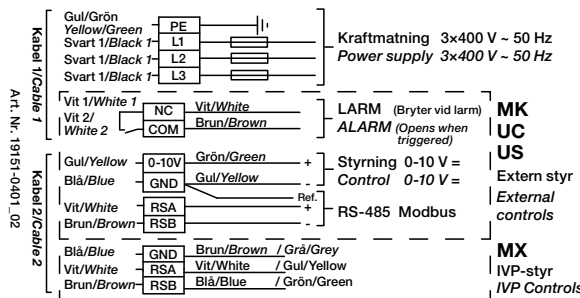 Art. Nr. 19151-0401_02
Kabel 1/Cable 1
Gul/Grön
Yellow/Green PE
Svart 1/Black 1 L1
Svart 1/Black 1 L2
Svart 1/Black 1 L3
Kraftmatning 3×400 V ~ 50 Hz
Power supply 3×400 V ~ 50 Hz
Vit 1/White 1 NC Vit/White
Vit 2/
White 2 COM Brun/Brown
LARM (Bryter vid larm)
ALARM (Opens when
triggered)
MK
UC
US
Extern styr
External
controls
Kabel 2/Cable 2
Gul/Yellow 0-10V Grön/Green +
Blå/Blue GND Gul/Yellow -
Styrning 0-10 V =
Control 0-10 V =
Ref.
Vit/White RSA +
Brun/Brown RSB -
RS-485 Modbus
Blå/Blue GND Brun/Brown / Grå/Grey
Vit/White RSA Vit/White / Gul/Yellow
Brun/Brown RSB Blå/Blue / Grön/Green
MX
IVP-styr
IVP Controls